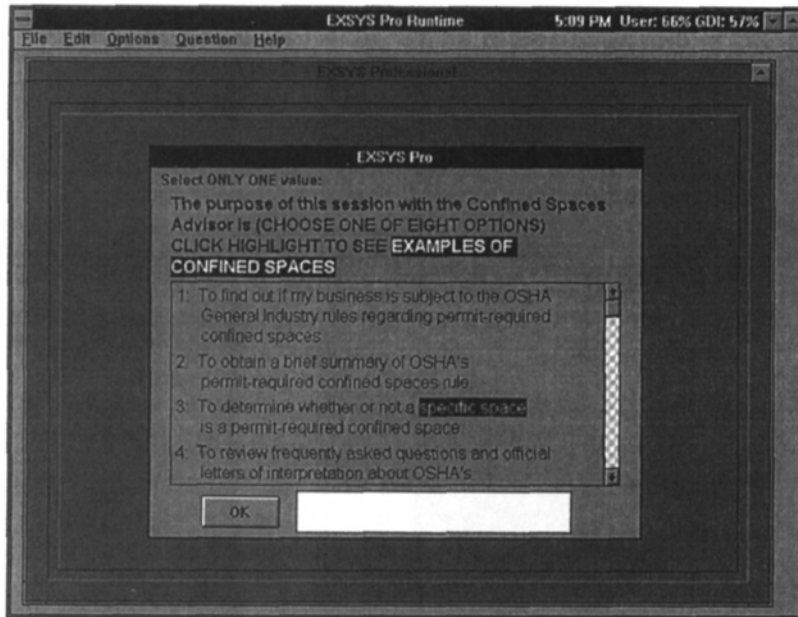 EXSYS Pro Runtime 5:09 PM User: 66% GDI: 57%
File Edit Options Question Help
EXSYS Professional
EXSYS Pro
Select ONLY ONE value:
The purpose of this session with the Confined Spaces
Advisor is (CHOOSE ONE OF EIGHT OPTIONS)
CLICK HIGHLIGHT TO SEE EXAMPLES OF
CONFINED SPACES
1: To find out if my business is subject to the OSHA
General Industry rules regarding permit-required
confined spaces
2: To obtain a brief summary of OSHA's
permit-required confined spaces rule.
3: To determine whether or not a specific space
is a permit-required confined space
4: To review frequently asked questions and official
letters of interpretation about OSHA's
OK